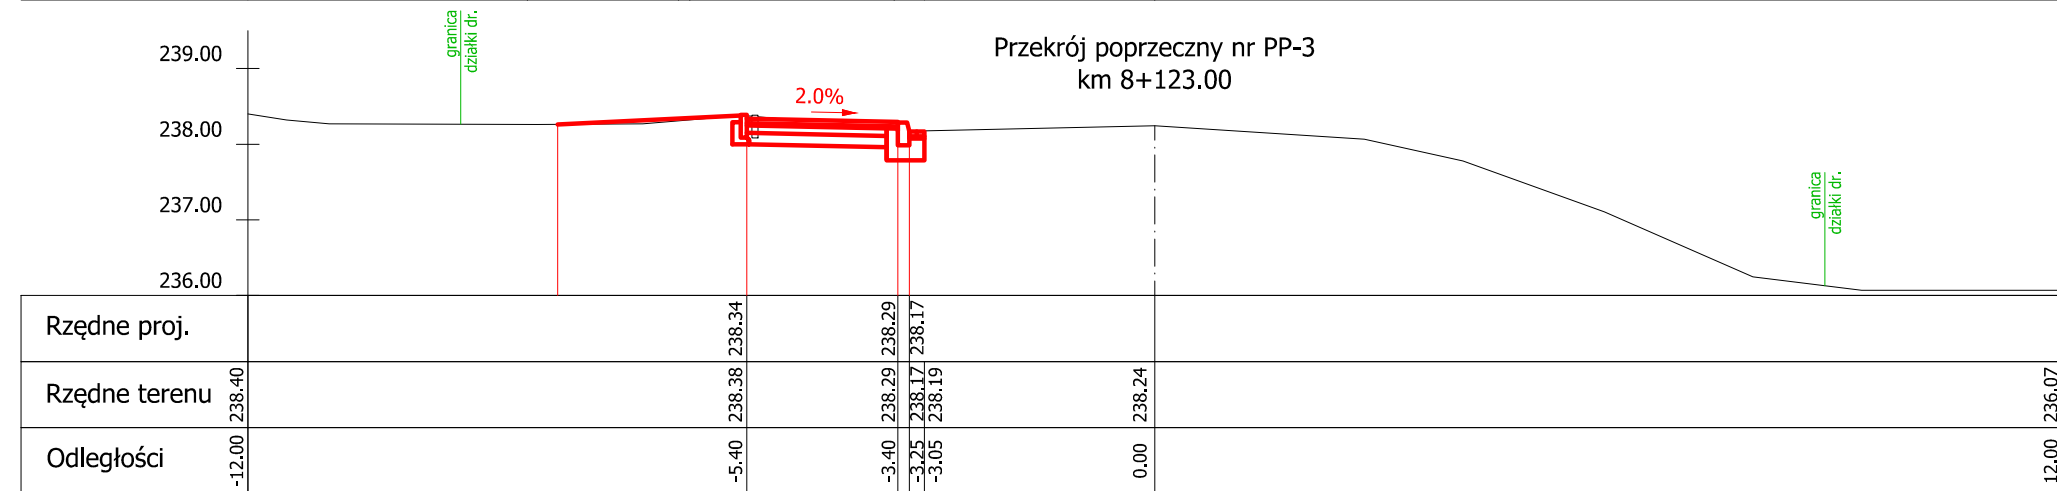 granica
działki dr.
Przekrój poprzeczny nr PP-3
km 8+123.00
239.00
2.0%
238.00
237.00
granica
działki dr.
236.00
Rzędne proj. 238.34 238.29 238.17
Rzędne terenu 238.40 238.38 238.29 238.17 238.19 238.24 236.07
Odległości -12.00 -5.40 -3.40 -3.25 -3.05 0.00 12.00